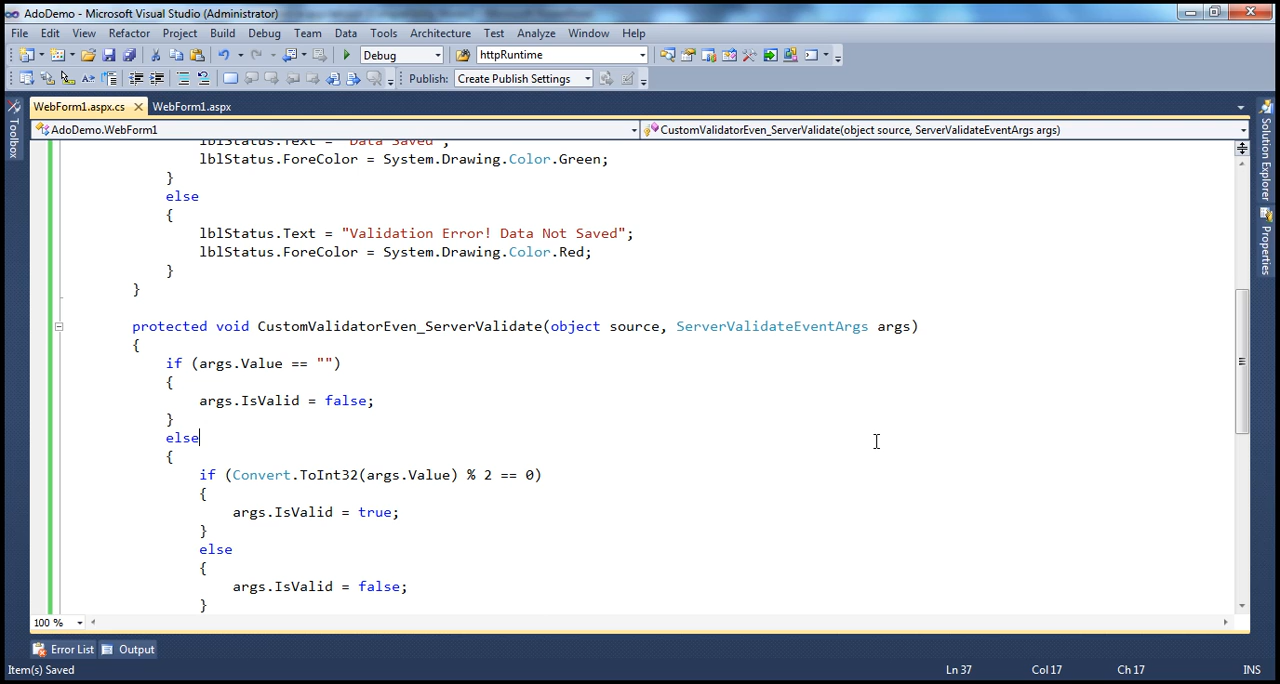 AdoDemo - Microsoft Visual Studio (Administrator)
File Edit View Refactor Project Build Debug Team Data Tools Architecture Test Analyze Window Help
Debug httpRuntime
Publish: Create Publish Settings
WebForm1.aspx.cs WebForm1.aspx
AdoDemo.WebForm1 CustomValidatorEven_ServerValidate(object source, ServerValidateEventArgs args)
Toolbox
Solution Explorer
Properties
lblStatus.Text = "Data Saved";
lblStatus.ForeColor = System.Drawing.Color.Green;
}
else
{
lblStatus.Text = "Validation Error! Data Not Saved";
lblStatus.ForeColor = System.Drawing.Color.Red;
}
}
protected void CustomValidatorEven_ServerValidate(object source, ServerValidateEventArgs args)
{
if (args.Value == "")
{
args.IsValid = false;
}
else
{
if (Convert.ToInt32(args.Value) % 2 == 0)
{
args.IsValid = true;
}
else
{
args.IsValid = false;
}
100 %
Error List Output
Item(s) Saved Ln 37 Col 17 Ch 17 INS